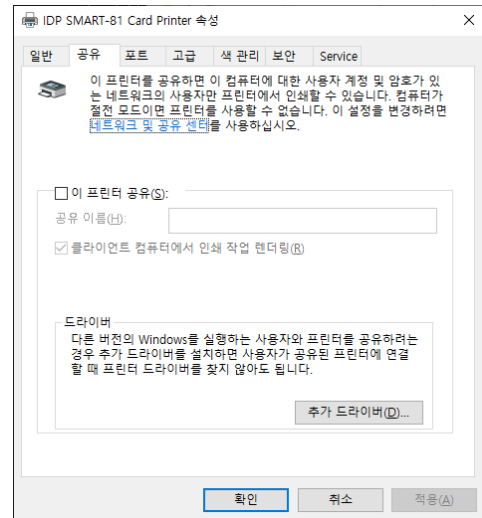 IDP SMART-81 Card Printer 속성
일반 공유 포트 고급 색 관리 보안 Service
이 프린터를 공유하면 이 컴퓨터에 대한 사용자 계정 및 암호가 있
는 네트워크의 사용자만 프린터에서 인쇄할 수 있습니다. 컴퓨터가
절전 모드이면 프린터를 사용할 수 없습니다. 이 설정을 변경하려면
네트워크 및 공유 센터를 사용하십시오.
이 프린터 공유(S):
공유 이름(H):
클라이언트 컴퓨터에서 인쇄 작업 렌더링(R)
드라이버
다른 버전의 Windows를 실행하는 사용자와 프린터를 공유하려는
경우 추가 드라이버를 설치하면 사용자가 공유된 프린터에 연결
할 때 프린터 드라이버를 찾지 않아도 됩니다.
추가 드라이버(D)...
확인 취소 적용(A)